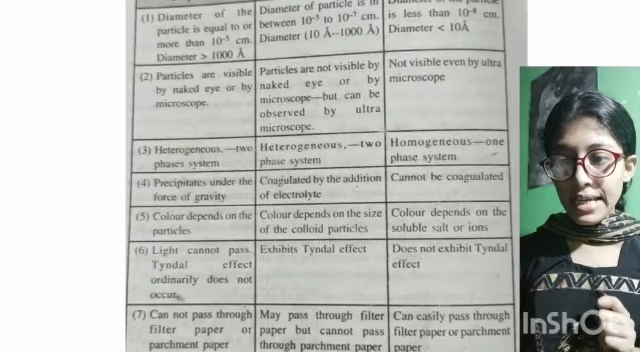 (1) Diameter of the
particle is equal to or
more than 10⁻⁵ cm.
Diameter > 1000 Å
Diameter of particle is in
between 10⁻⁵ to 10⁻⁷ cm.
Diameter (10 Å--1000 Å)
is less than 10⁻⁸ cm.
Diameter < 10Å
(2) Particles are visible
by naked eye or by
microscope.
Particles are not visible by
naked eye or by
microscope—but can be
observed by ultra
microscope.
Not visible even by ultra
microscope
(3) Heterogeneous,—two
phases system
Heterogeneous,—two
phase system
Homogeneous—one
phase system
(4) Precipitates under the
force of gravity
Coagulated by the addition
of electrolyte
Cannot be coagualated
(5) Colour depends on the
particles
Colour depends on the size
of the colloid particles
Colour depends on the
soluble salt or ions
(6) Light cannot pass.
Tyndal effect
ordinarily does not
occur.
Exhibits Tyndal effect
Does not exhibit Tyndal
effect
(7) Can not pass through
filter paper or
parchment paper
May pass through filter
paper but cannot pass
through parchment paper
Can easily pass through
filter paper or parchment
paper
InShOt